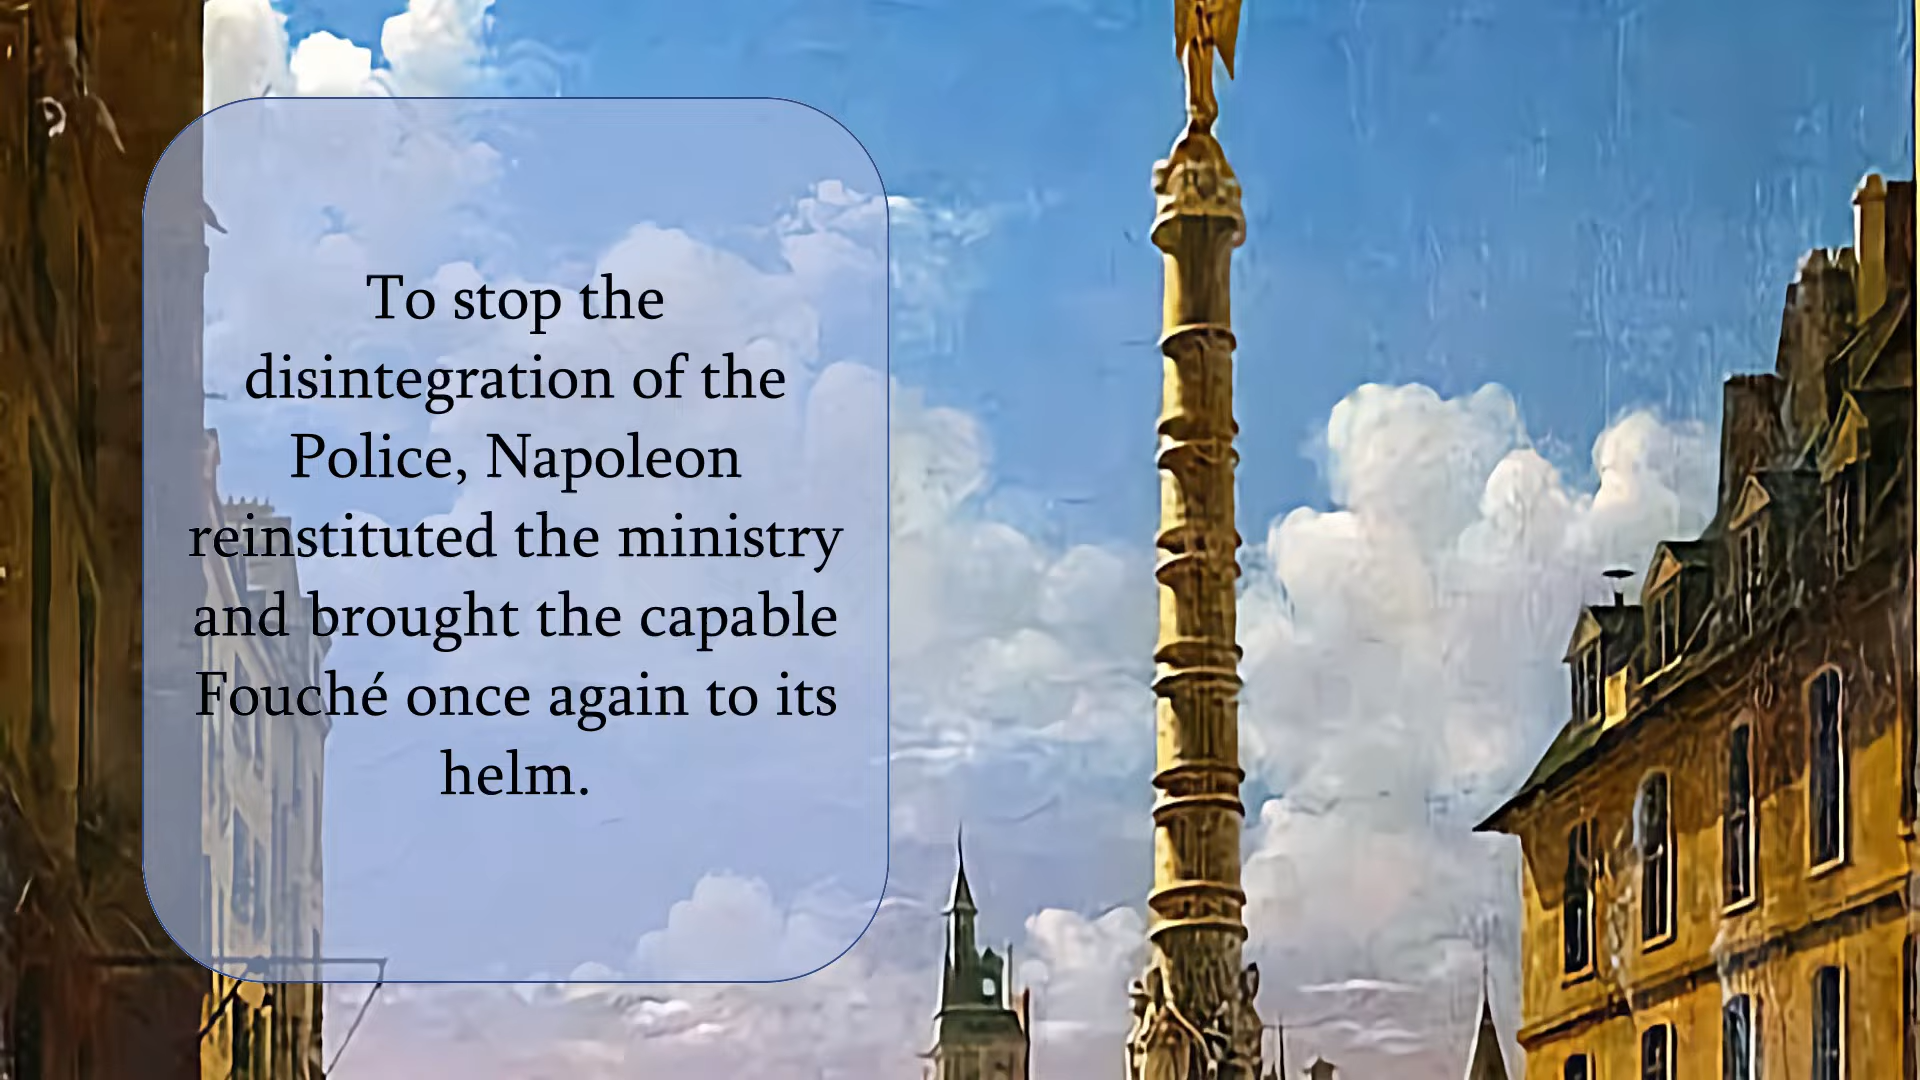 To stop the
disintegration of the
Police, Napoleon
reinstituted the ministry
and brought the capable
Fouché once again to its
helm.